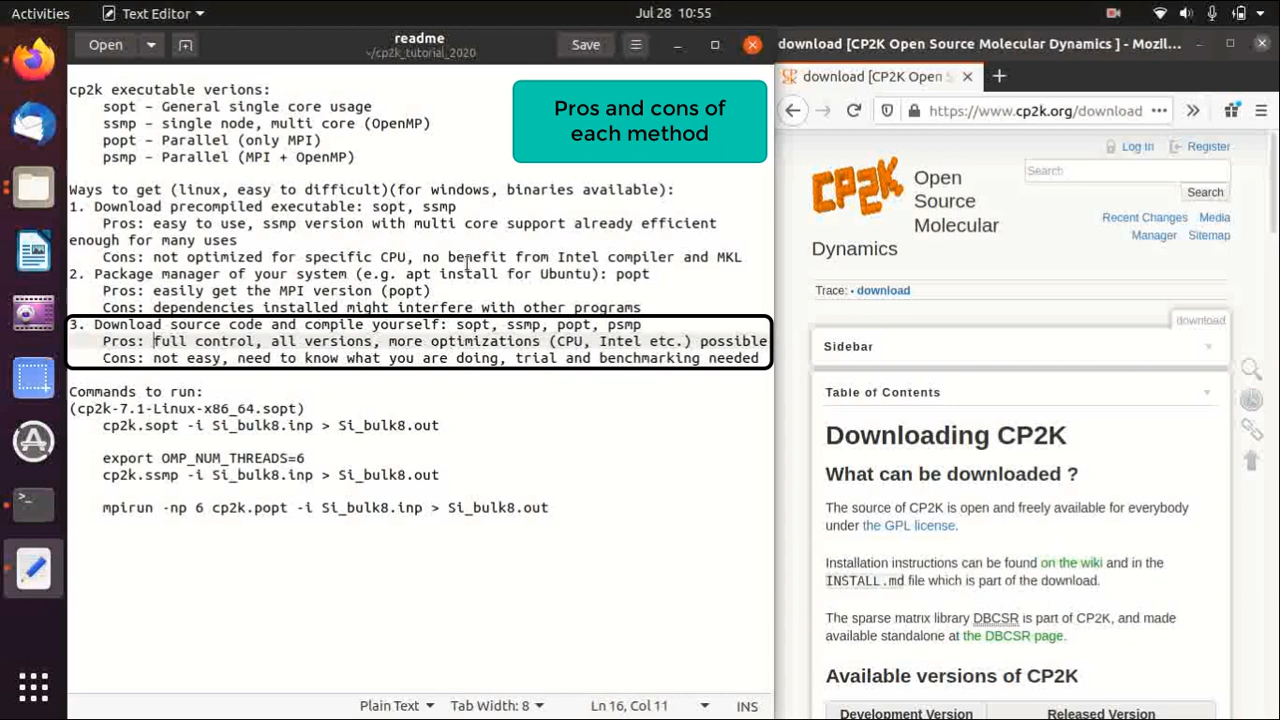 Activities
Text Editor
Jul 28 10:55
Open
readme
~/cp2k_tutorial_2020
Save
cp2k executable verions:
sopt – General single core usage
ssmp – single node, multi core (OpenMP)
popt – Parallel (only MPI)
psmp – Parallel (MPI + OpenMP)
Ways to get (linux, easy to difficult)(for windows, binaries available):
1. Download precompiled executable: sopt, ssmp
Pros: easy to use, ssmp version with multi core support already efficient
enough for many uses
Cons: not optimized for specific CPU, no benefit from Intel compiler and MKL
2. Package manager of your system (e.g. apt install for Ubuntu): popt
Pros: easily get the MPI version (popt)
Cons: dependencies installed might interfere with other programs
3. Download source code and compile yourself: sopt, ssmp, popt, psmp
Pros: full control, all versions, more optimizations (CPU, Intel etc.) possible
Cons: not easy, need to know what you are doing, trial and benchmarking needed
Commands to run:
(cp2k-7.1-Linux-x86_64.sopt)
cp2k.sopt -i Si_bulk8.inp > Si_bulk8.out
export OMP_NUM_THREADS=6
cp2k.ssmp -i Si_bulk8.inp > Si_bulk8.out
mpirun -np 6 cp2k.popt -i Si_bulk8.inp > Si_bulk8.out
Plain Text
Tab Width: 8
Ln 16, Col 11
INS
Pros and cons of
each method
download [CP2K Open Source Molecular Dynamics ] - Mozil...
download [CP2K Open S
https://www.cp2k.org/download
Log In
Register
CP2K
Open
Source
Molecular
Dynamics
Search
Search
Recent Changes
Media
Manager
Sitemap
Trace: • download
download
Sidebar
Table of Contents
Downloading CP2K
What can be downloaded ?
The source of CP2K is open and freely available for everybody
under the GPL license.
Installation instructions can be found on the wiki and in the
INSTALL.md file which is part of the download.
The sparse matrix library DBCSR is part of CP2K, and made
available standalone at the DBCSR page.
Available versions of CP2K
Development Version
Released Version